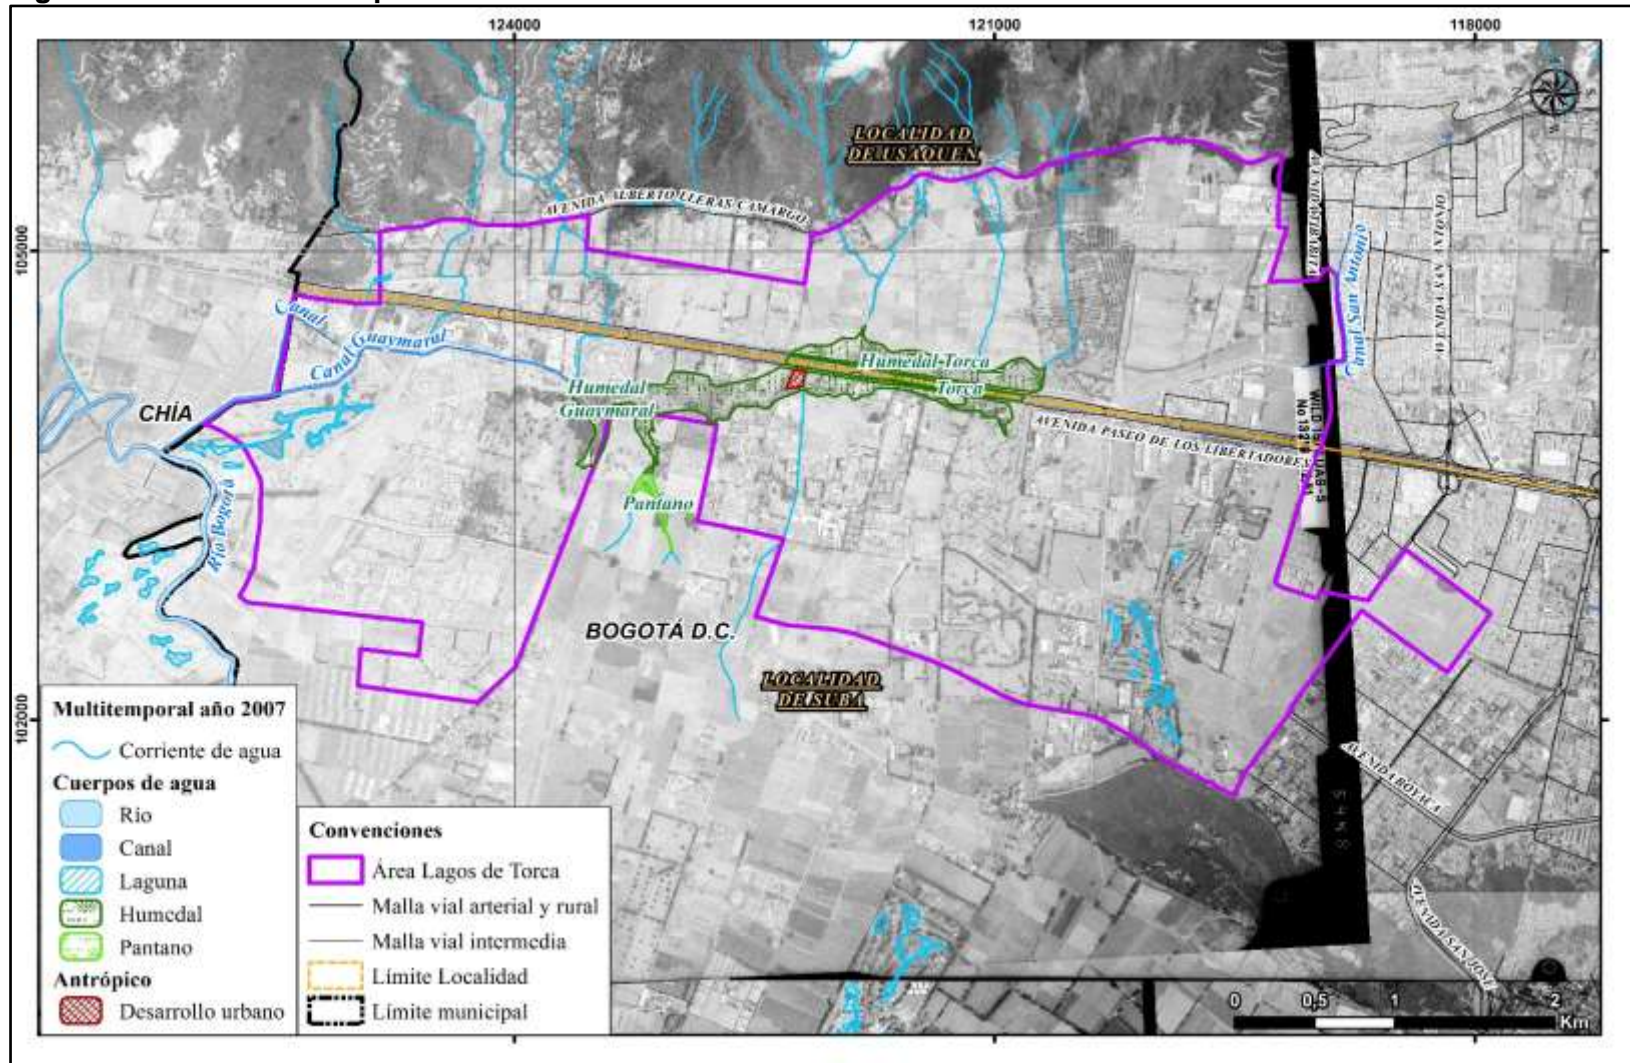 124000
121000
118000
105000
102000
LOCALIDAD
DE USAQUÉN
AVENIDA ALBERTO LLERAS CAMARGO
AVENIDA SAN ANTONIO
Canal San Antonio
Canal
Canal Guaymaral
Humedal Torca
Torca
Humedal
Guaymaral
CHÍA
AVENIDA PASEO DE LOS LIBERTADORES
Pantano
Río Bogotá
BOGOTÁ D.C.
LOCALIDAD
DE SUBA
AVENIDA BOYACA
AVENIDA SAN JOSE
Multitemporal año 2007
Corriente de agua
Cuerpos de agua
Río
Canal
Laguna
Humedal
Pantano
Antrópico
Desarrollo urbano
Convenciones
Área Lagos de Torca
Malla vial arterial y rural
Malla vial intermedia
Límite Localidad
Límite municipal
0 0,5 1 2
Km